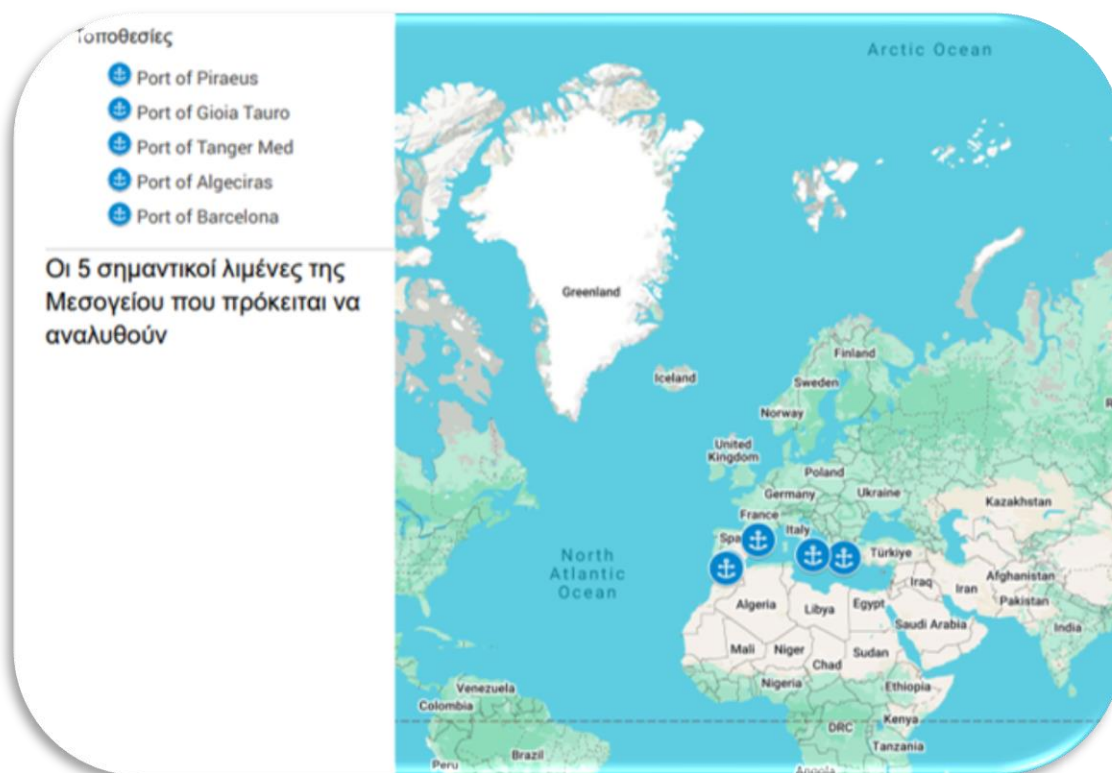 Τοποθεσίες
Port of Piraeus
Port of Gioia Tauro
Port of Tanger Med
Port of Algeciras
Port of Barcelona
Οι 5 σημαντικοί λιμένες της
Μεσογείου που πρόκειται να
αναλυθούν
Arctic Ocean
Greenland
Iceland
Finland
Sweden
Norway
United
Kingdom
Poland
Germany
Ukraine
Kazakhstan
France
Italy
Spa
Türkiye
North
Atlantic
Ocean
Iraq
Iran
Afghanistan
Pakistan
Algeria
Libya
Egypt
Saudi Arabia
India
Mali
Niger
Chad
Sudan
Nigeria
Ethiopia
Venezuela
Colombia
DRC
Kenya
Tanzania
Brazil
Peru
Angola